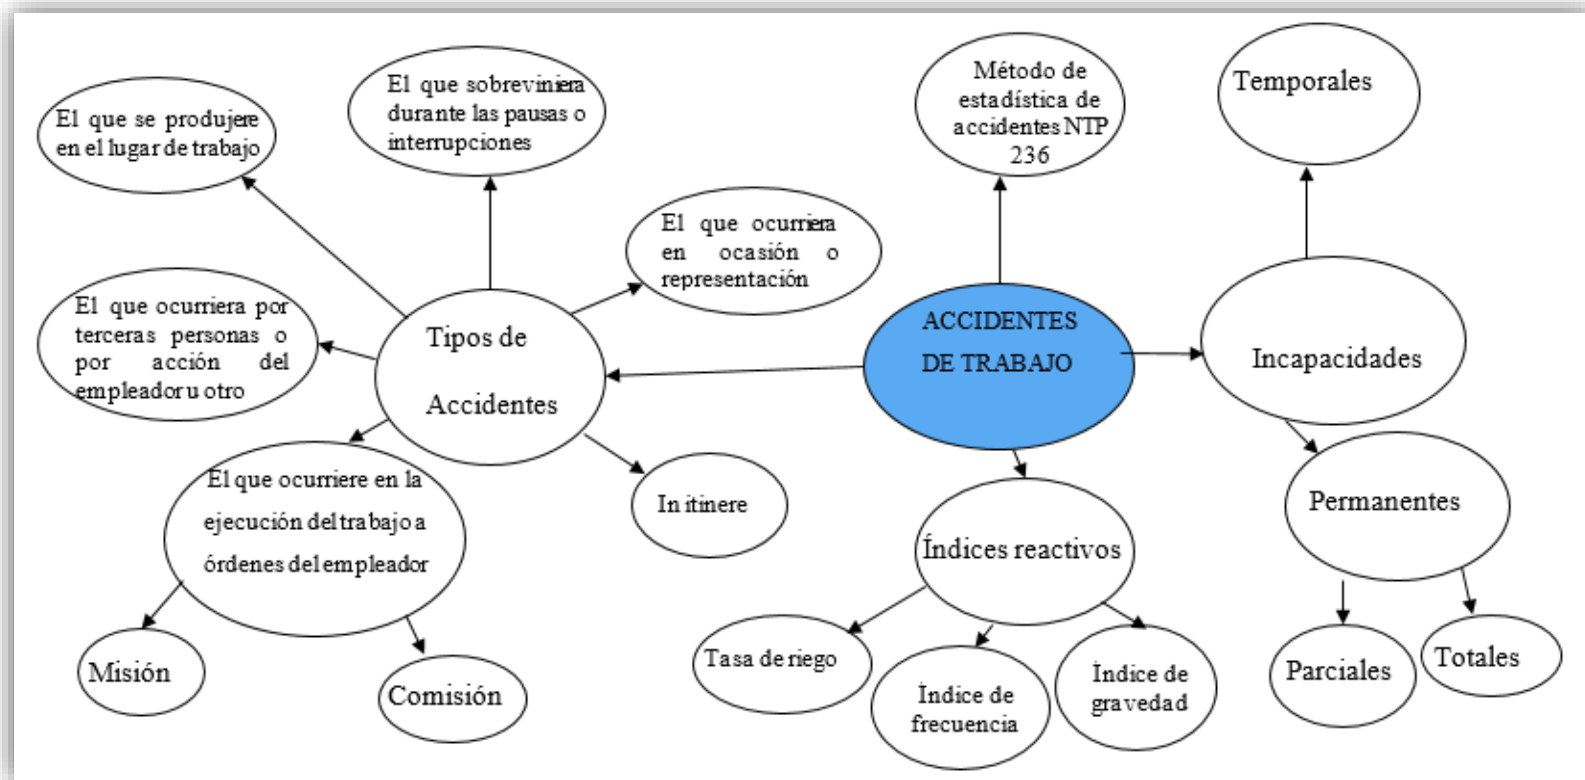 El que se produjere
en el lugar de trabajo
El que sobreviniera
durante las pausas o
interrupciones
El que ocurriera
en ocasión o
representación
El que ocurriera por
terceras personas o
por acción del
empleador u otro
Tipos de
Accidentes
El que ocurriere en la
ejecución del trabajo a
órdenes del empleador
In itinere
Misión
Comisión
Método de
estadística de
accidentes NTP
236
ACCIDENTES
DE TRABAJO
Índices reactivos
Tasa de riego
Índice de
frecuencia
Índice de
gravedad
Temporales
Incapacidades
Permanentes
Parciales
Totales